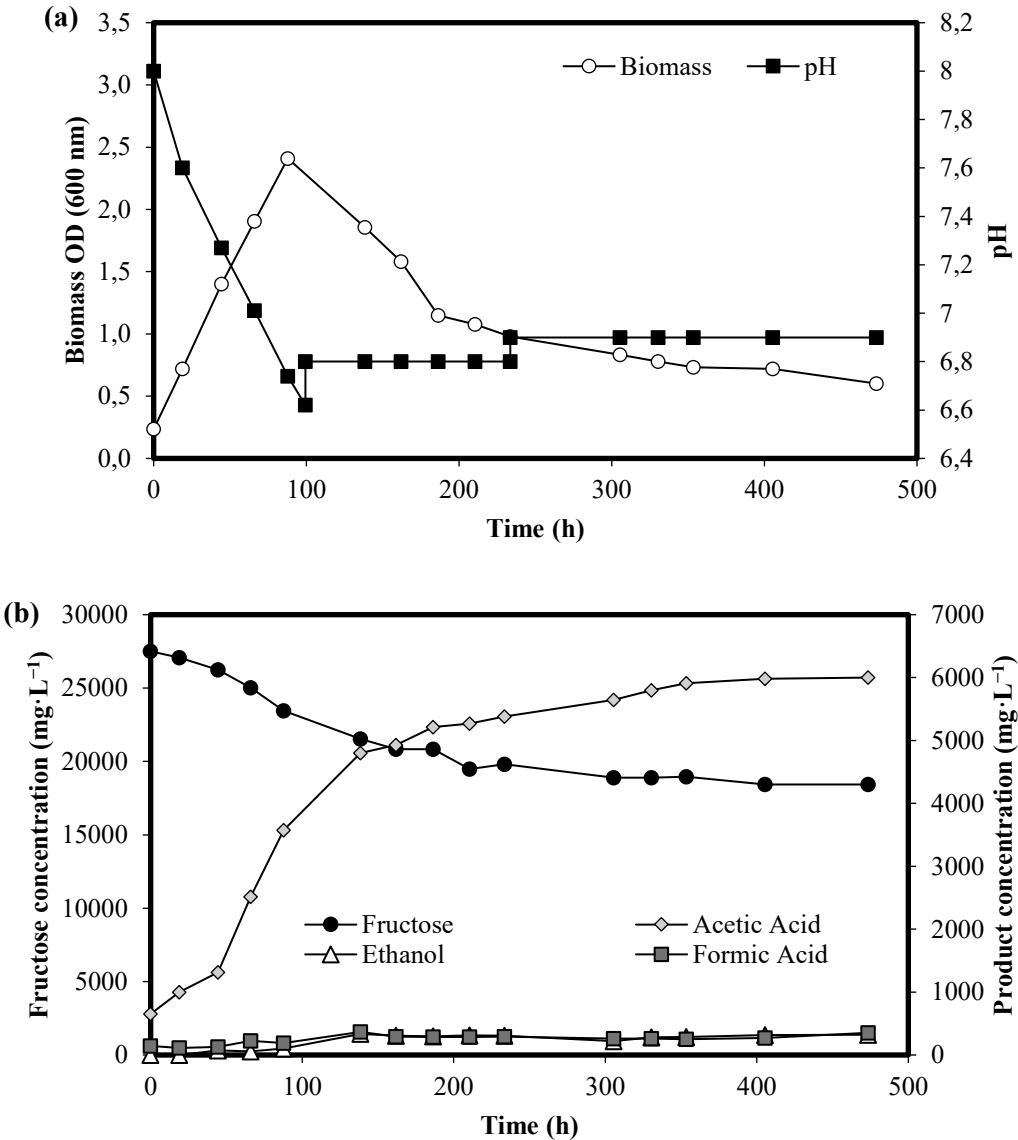 (a)
Biomass OD (600 nm)
3,5
3,0
2,5
2,0
1,5
1,0
0,5
0,0
Biomass pH
8,2
8
7,8
7,6
7,4
7,2
7
6,8
6,6
6,4
pH
0 100 200 300 400 500
Time (h)
(b)
Fructose concentration (mg·L⁻¹)
30000
25000
20000
15000
10000
5000
0
Fructose Acetic Acid
Ethanol Formic Acid
7000
6000
5000
4000
3000
2000
1000
0
Product concentration (mg·L⁻¹)
0 100 200 300 400 500
Time (h)